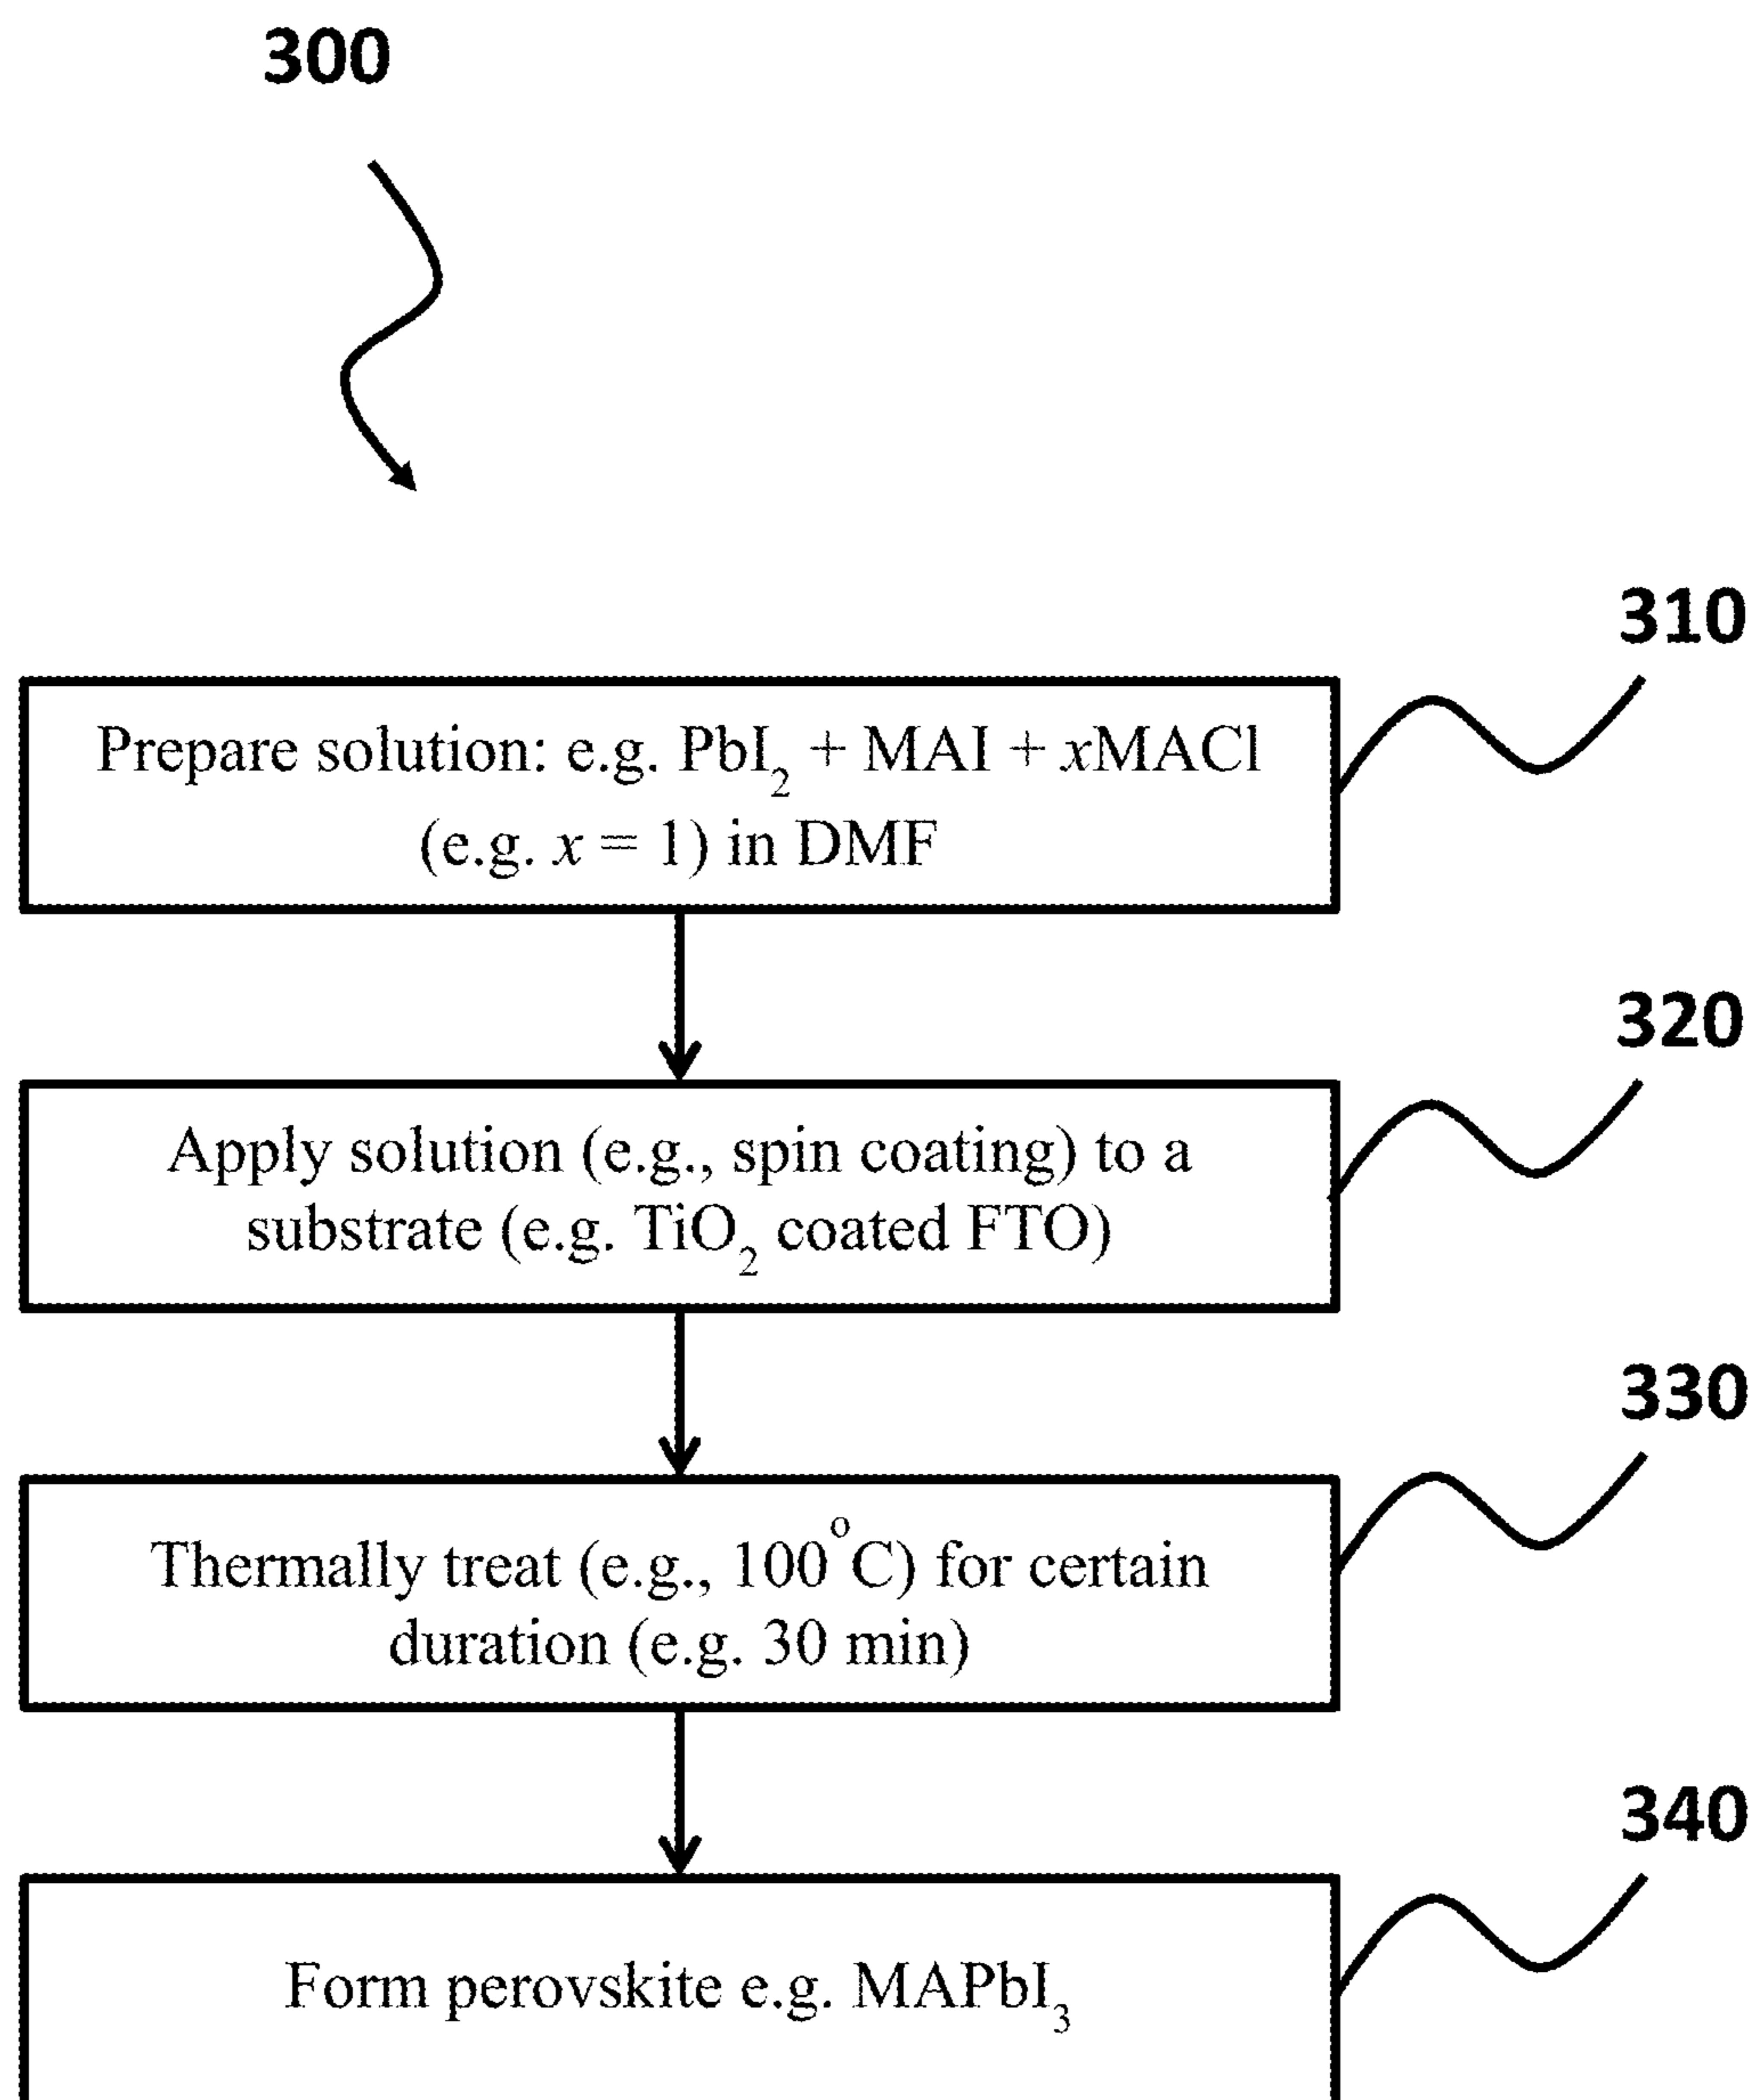 300
310
Prepare solution: e.g. PbI₂ + MAI + xMACl
(e.g. x = 1) in DMF
320
Apply solution (e.g., spin coating) to a
substrate (e.g. TiO₂ coated FTO)
330
Thermally treat (e.g., 100°C) for certain
duration (e.g. 30 min)
340
Form perovskite e.g. MAPbI₃